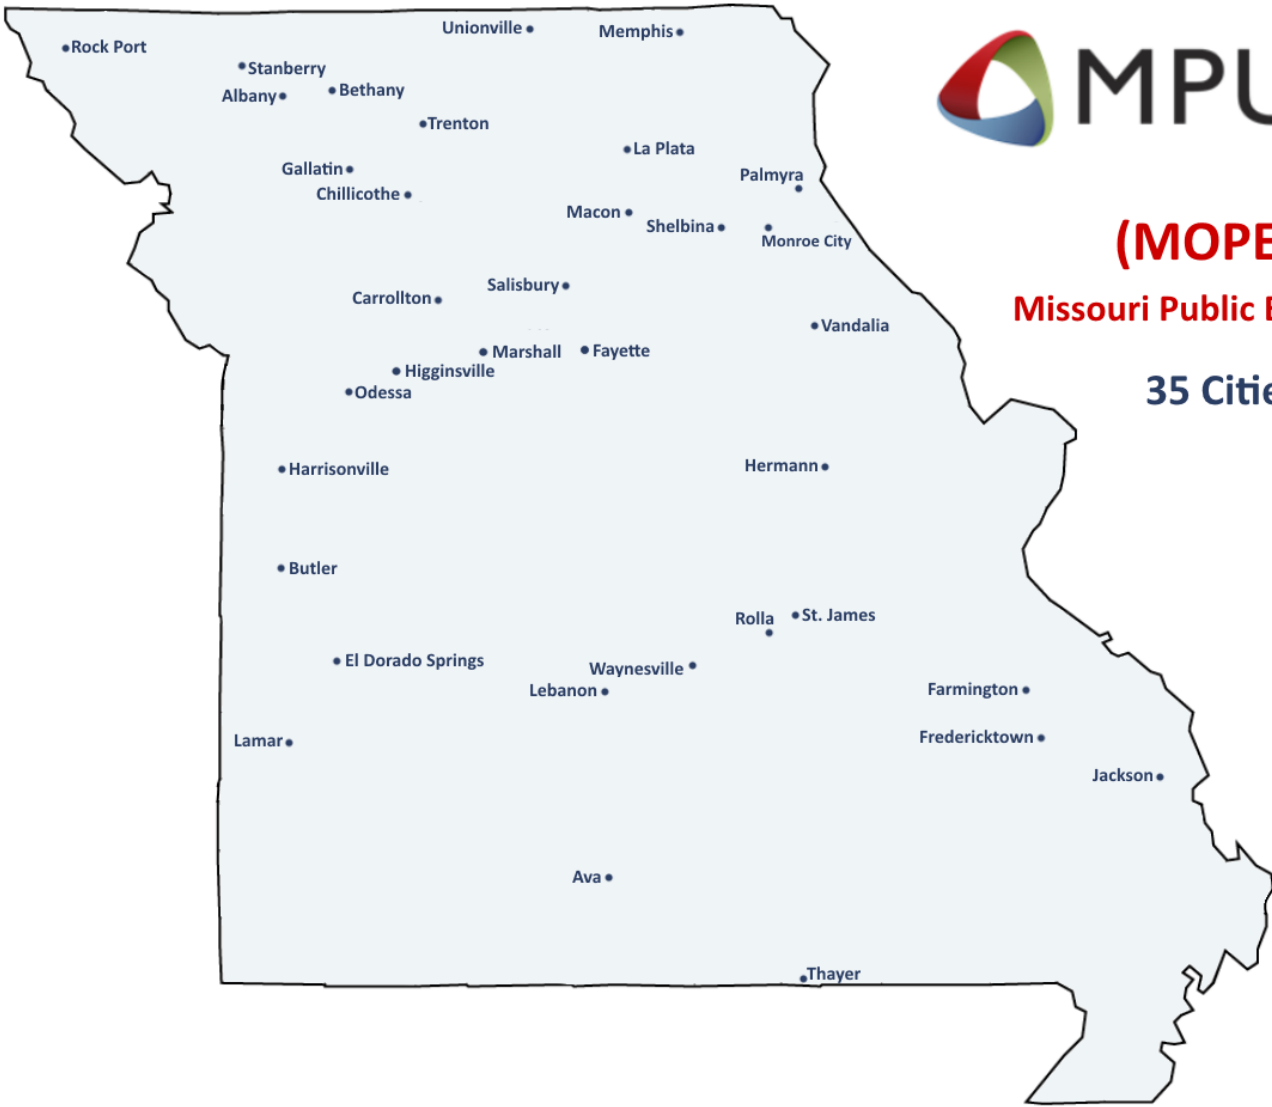 Unionville
Memphis
Rock Port
Stanberry
Albany
Bethany
Trenton
MPU
La Plata
Gallatin
Palmyra
Chillicothe
Macon
Shelbina
Monroe City
(MOPE
Salisbury
Carrollton
Missouri Public E
Vandalia
Marshall
Fayette
Higginsville
Odessa
35 Citie
Harrisonville
Hermann
Butler
Rolla
St. James
El Dorado Springs
Waynesville
Lebanon
Farmington
Lamar
Fredericktown
Jackson
Ava
Thayer